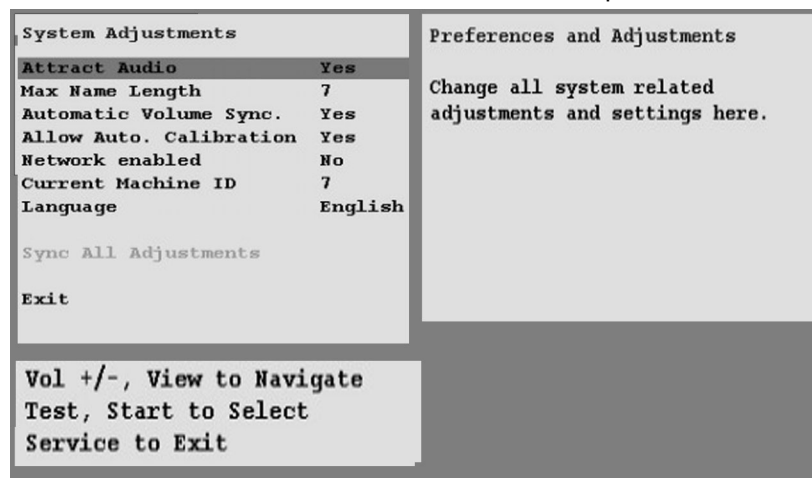 System Adjustments
Attract Audio Yes
Max Name Length 7
Automatic Volume Sync. Yes
Allow Auto. Calibration Yes
Network enabled No
Current Machine ID 7
Language English
Sync All Adjustments
Exit
Preferences and Adjustments
Change all system related
adjustments and settings here.
Vol +/-, View to Navigate
Test, Start to Select
Service to Exit